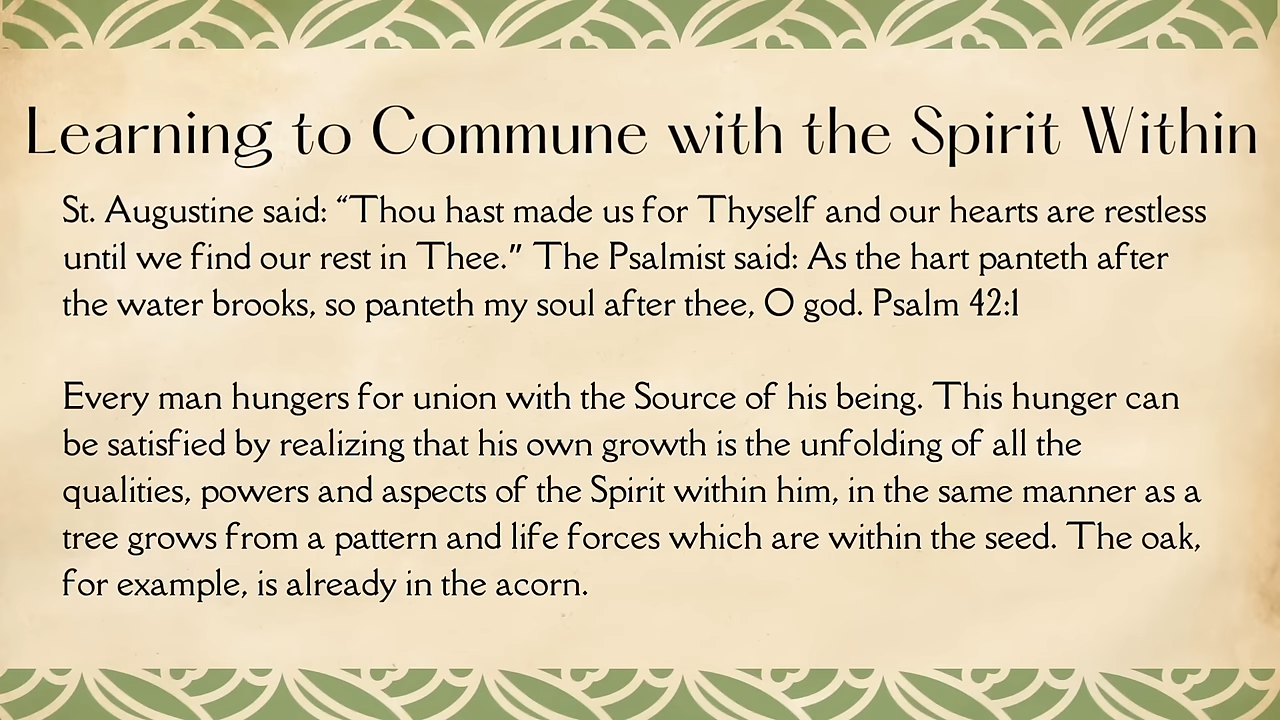 Learning to Commune with the Spirit Within
St. Augustine said: “Thou hast made us for Thyself and our hearts are restless
until we find our rest in Thee." The Psalmist said: As the hart panteth after
the water brooks, so panteth my soul after thee, O god. Psalm 42:1
Every man hungers for union with the Source of his being. This hunger can
be satisfied by realizing that his own growth is the unfolding of all the
qualities, powers and aspects of the Spirit within him, in the same manner as a
tree grows from a pattern and life forces which are within the seed. The oak,
for example, is already in the acorn.